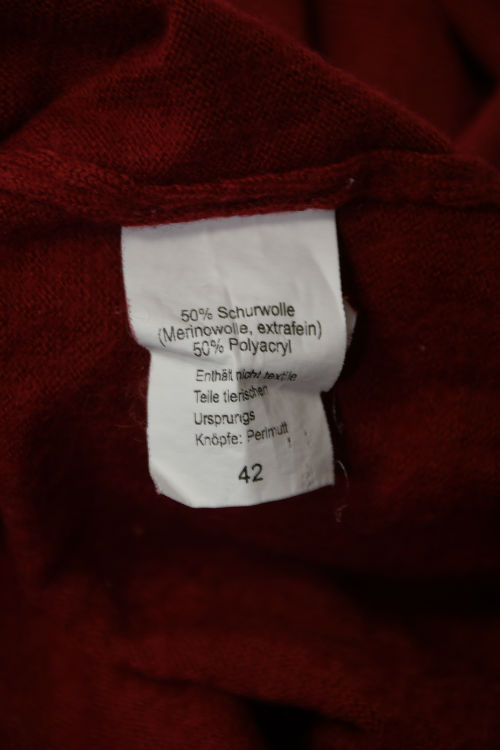 50% Schurwolle
(Merinowolle, extrafein)
50% Polyacryl
Enthält nicht textile
Teile tierischen
Ursprungs
Knöpfe: Perlmutt
42